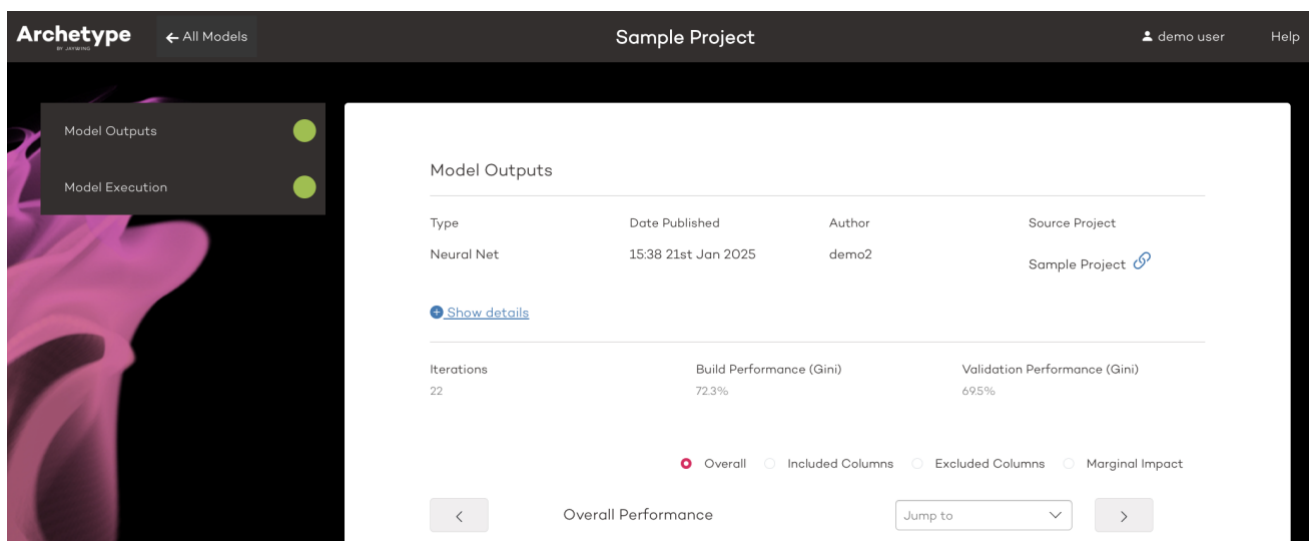 Archetype
BY JAYWING
← All Models
Sample Project
demo user
Help
Model Outputs
Model Execution
Model Outputs
Type Date Published Author Source Project
Neural Net 15:38 21st Jan 2025 demo2 Sample Project
Show details
Iterations Build Performance (Gini) Validation Performance (Gini)
22 72.3% 69.5%
Overall Included Columns Excluded Columns Marginal Impact
< Overall Performance Jump to >